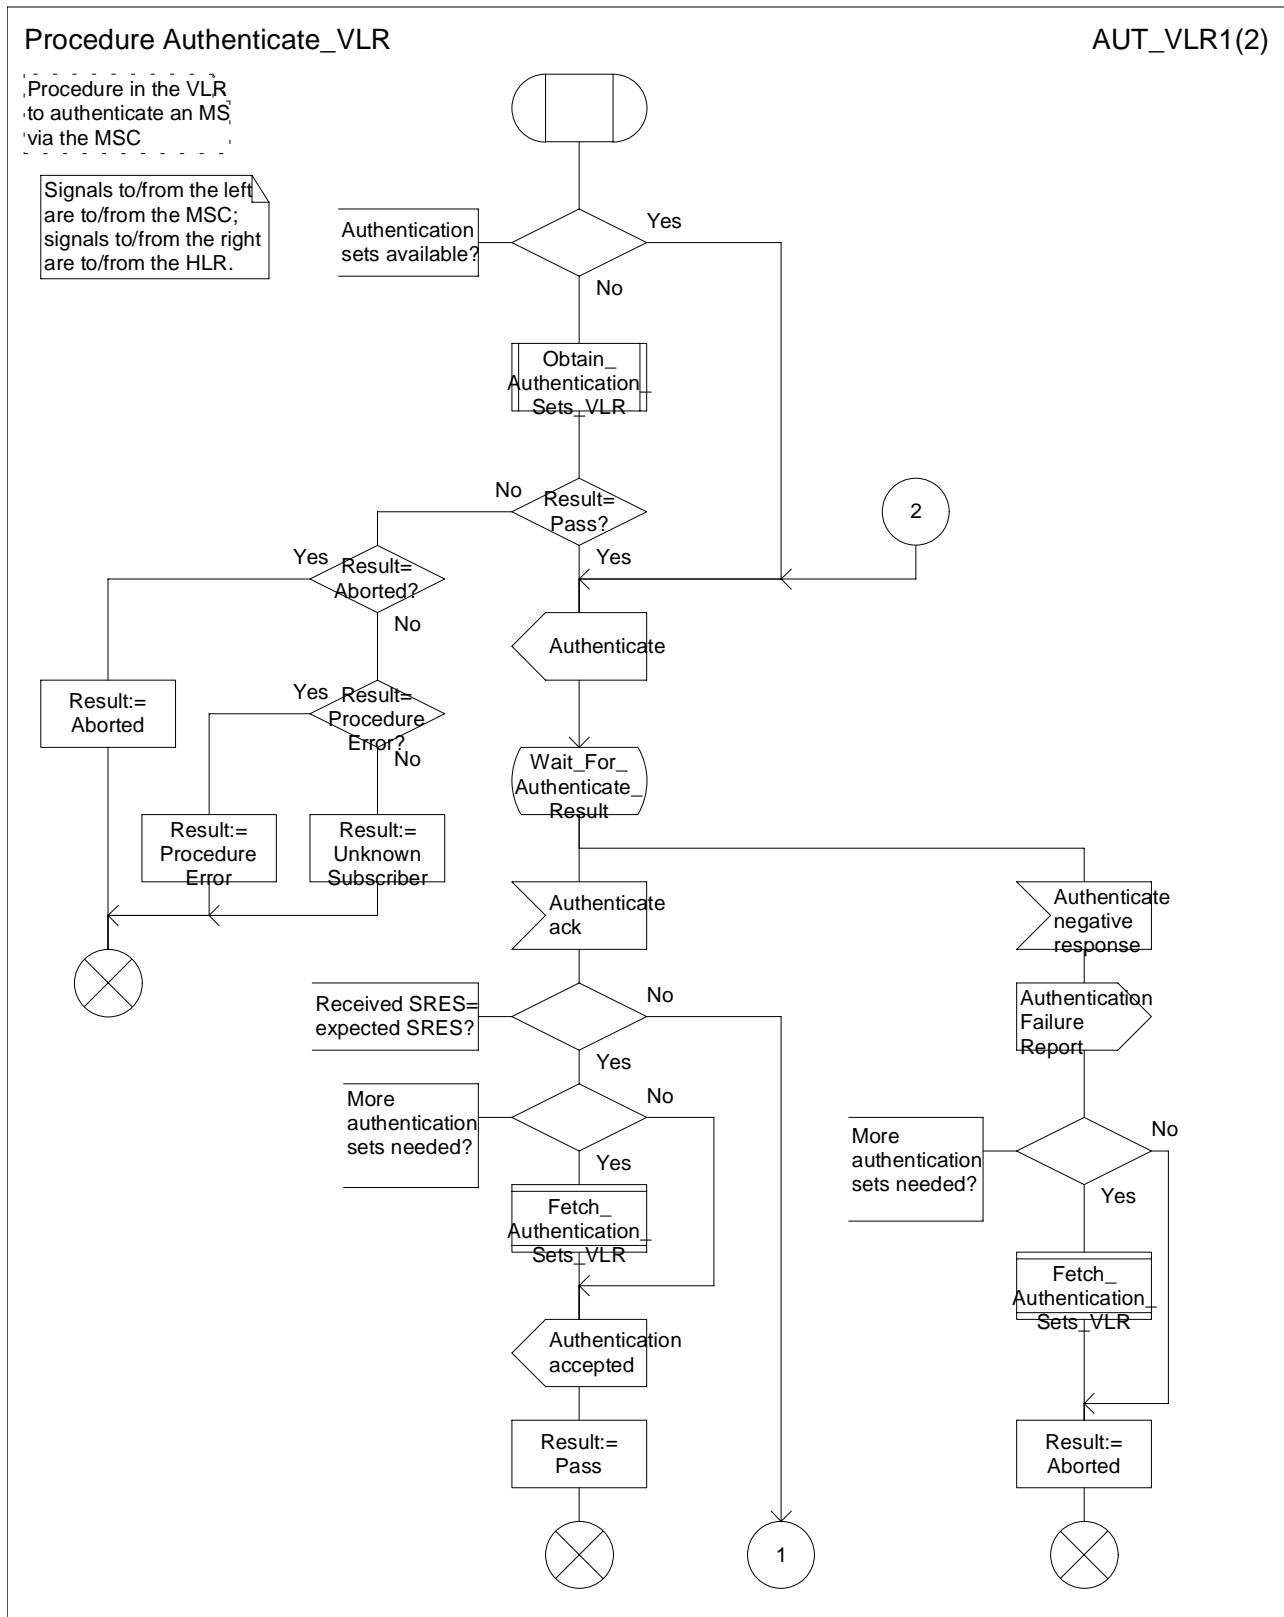 Procedure Authenticate_VLR
AUT_VLR1(2)
Procedure in the VLR
to authenticate an MS
via the MSC
Signals to/from the left
are to/from the MSC;
signals to/from the right
are to/from the HLR.
Authentication
sets available?
Yes
No
Obtain_
Authentication_
Sets_VLR
No
Result=
Pass?
Yes
2
Yes
Result=
Aborted?
No
Authenticate
Result:=
Aborted
Yes
Result=
Procedure
Error?
No
Wait_For_
Authenticate_
Result
Result:=
Procedure
Error
Result:=
Unknown
Subscriber
Authenticate
ack
Authenticate
negative
response
Received SRES=
expected SRES?
No
Yes
Authentication
Failure
Report
More
authentication
sets needed?
No
Yes
More
authentication
sets needed?
No
Yes
Fetch_
Authentication_
Sets_VLR
Fetch_
Authentication_
Sets_VLR
Authentication
accepted
Result:=
Pass
Result:=
Aborted
1